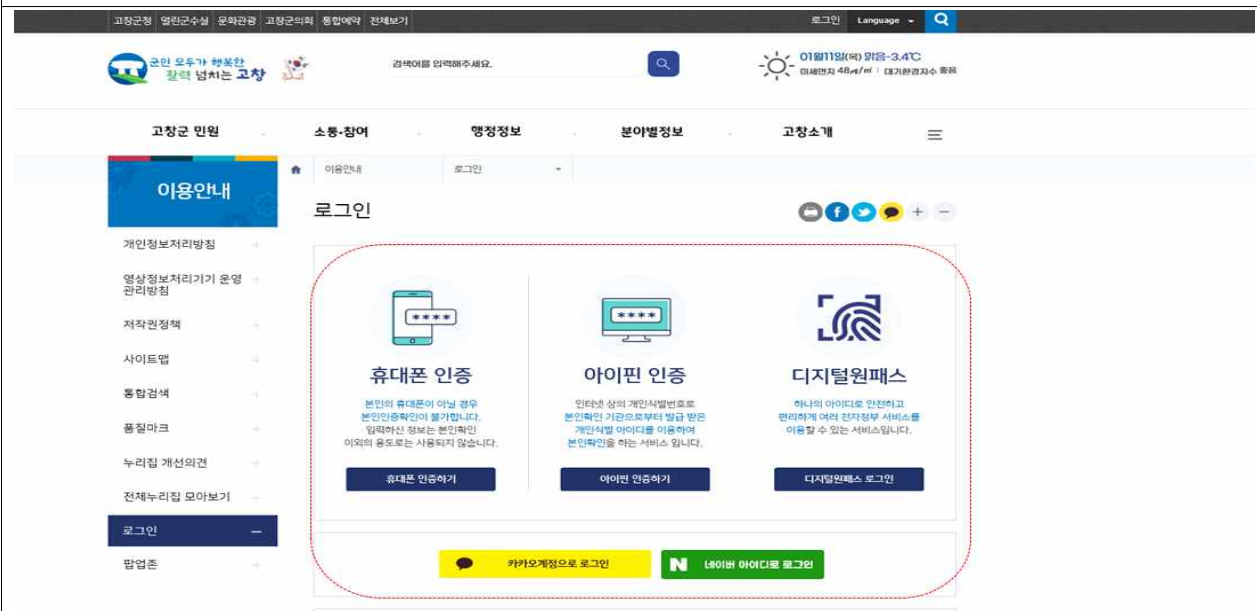 고창군청 열린군수실 문화관광 고창군의회 통합예약 전체보기
로그인 Language
군민 모두가 행복한
활력 넘치는 고창
검색어를 입력해주세요.
01월11일(목) 맑음-3.4℃
미세먼지 48㎍/㎥ | 대기환경지수 좋음
고창군 민원 소통·참여 행정정보 분야별정보 고창소개
이용안내 로그인
이용안내
로그인
개인정보처리방침
영상정보처리기기 운영
관리방침
저작권정책
사이트맵
통합검색
품질마크
누리집 개선의견
전체누리집 모아보기
로그인
팝업존
****
휴대폰 인증
본인의 휴대폰이 아닐 경우
본인인증확인이 불가합니다.
입력하신 정보는 본인확인
이외의 용도로는 사용되지 않습니다.
휴대폰 인증하기
****
아이핀 인증
인터넷 상의 개인식별번호로
본인확인 기관으로부터 발급 받은
개인식별 아이디를 이용하여
본인확인을 하는 서비스 입니다.
아이핀 인증하기
디지털원패스
하나의 아이디로 안전하고
편리하게 여러 전자정부 서비스를
이용할 수 있는 서비스입니다.
디지털원패스 로그인
카카오계정으로 로그인
N 네이버 아이디로 로그인